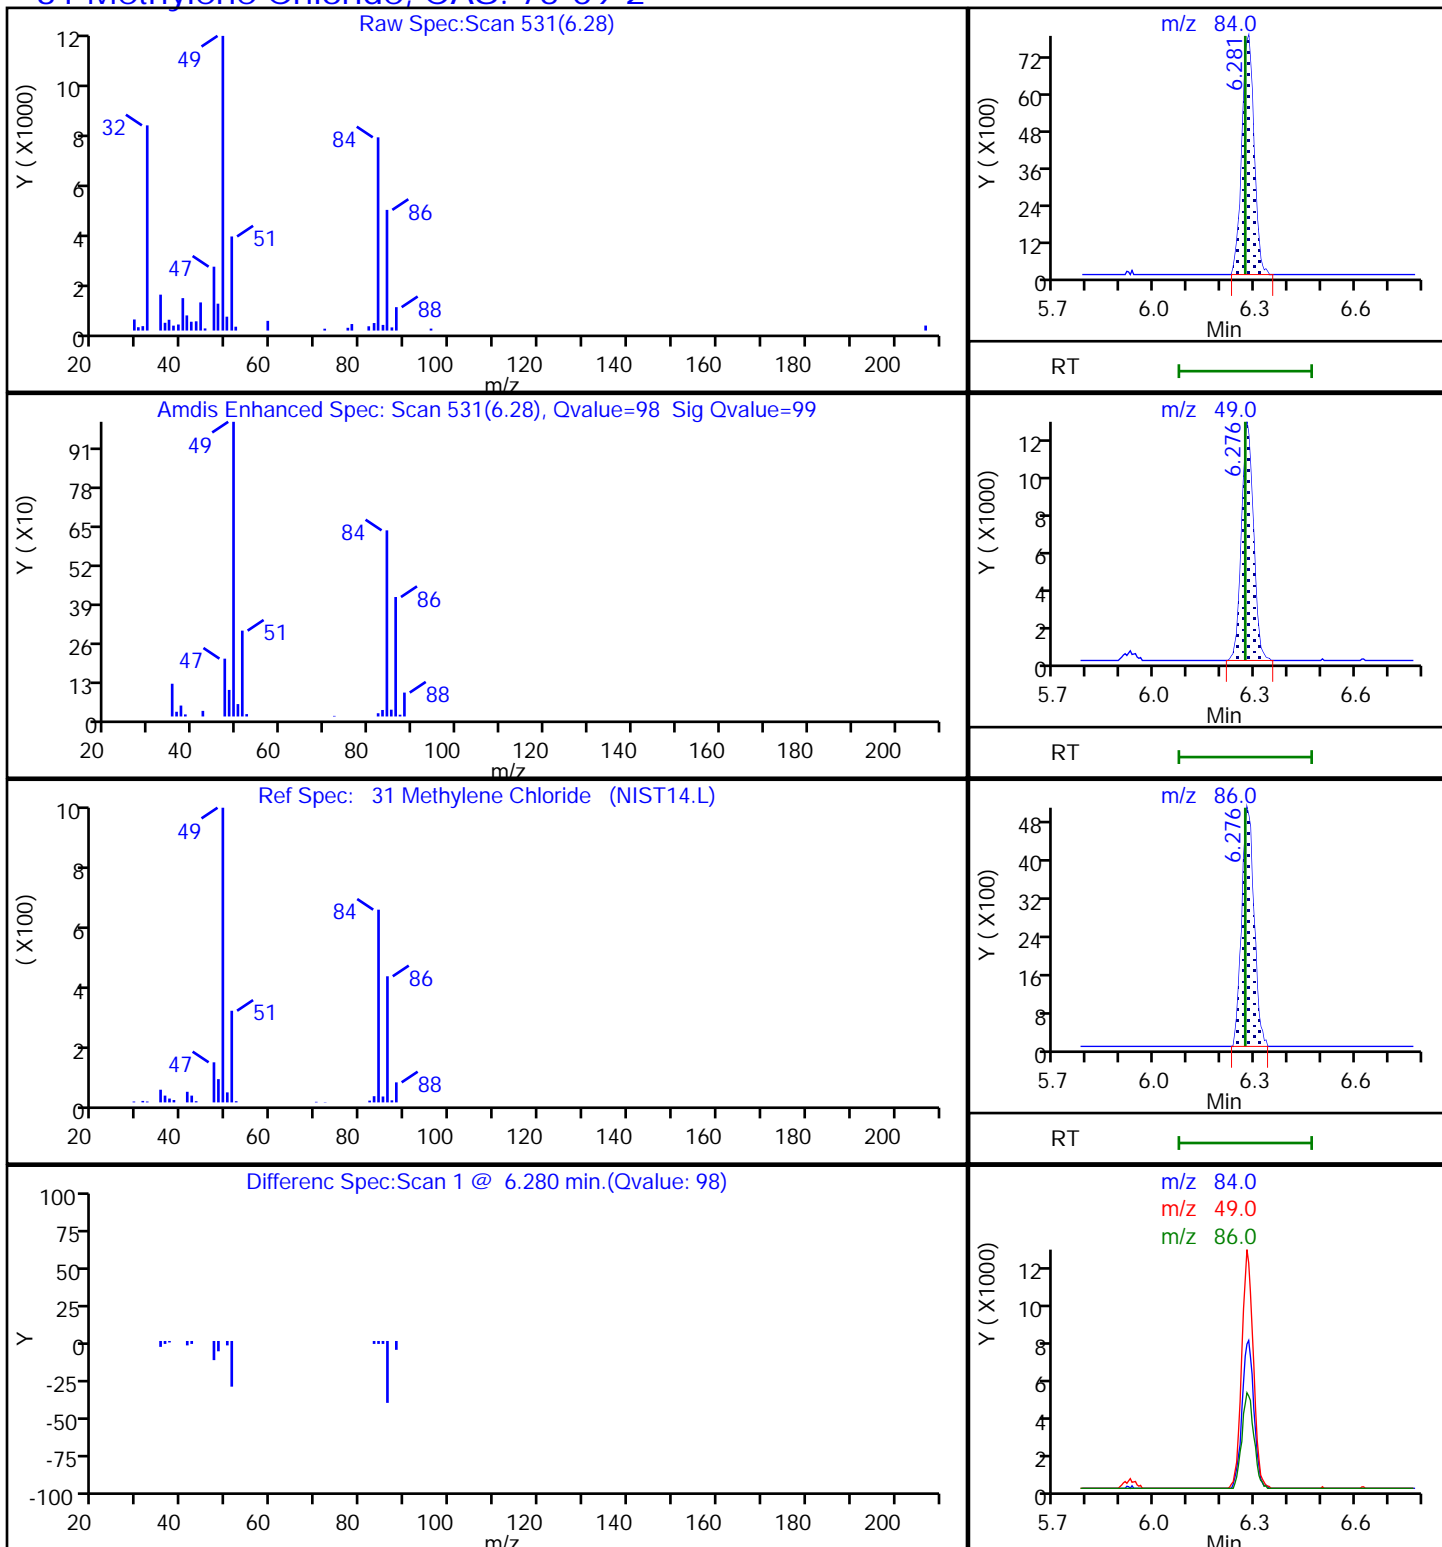 Raw Spec:Scan 531(6.28)
Y ( X1000)
12
10
8
6
4
2
0
49
32
84
86
51
47
88
20 40 60 80 100 120 140 160 180 200
m/z
m/z 84.0
Y ( X100)
72
60
48
36
24
12
0
6.281
5.7 6.0 6.3 6.6
Min
RT
Amdis Enhanced Spec: Scan 531(6.28), Qvalue=98 Sig Qvalue=99
Y ( X10)
91
78
65
52
39
26
13
0
49
84
86
51
47
88
20 40 60 80 100 120 140 160 180 200
m/z
m/z 49.0
Y ( X1000)
12
10
8
6
4
2
0
6.276
5.7 6.0 6.3 6.6
Min
RT
Ref Spec: 31 Methylene Chloride (NIST14.L)
( X100)
10
8
6
4
2
0
49
84
86
51
47
88
20 40 60 80 100 120 140 160 180 200
m/z 86.0
Y ( X100)
48
40
32
24
16
8
0
6.276
5.7 6.0 6.3 6.6
Min
RT
Differenc Spec:Scan 1 @ 6.280 min.(Qvalue: 98)
Y
100
75
50
25
0
-25
-50
-75
-100
20 40 60 80 100 120 140 160 180 200
m/z
m/z 84.0
m/z 49.0
m/z 86.0
Y ( X1000)
12
10
8
6
4
2
0
5.7 6.0 6.3 6.6
Min